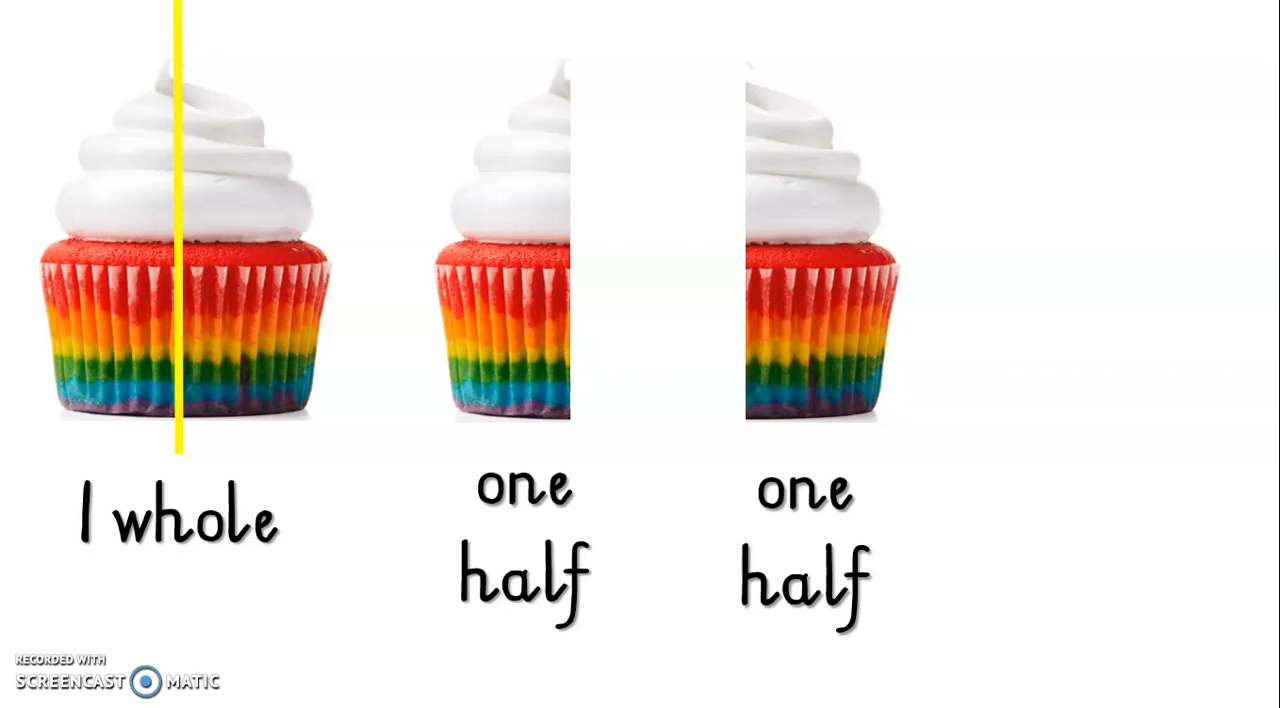 1 whole
one
half
one
half
RECORDED WITH
SCREENCAST MATIC